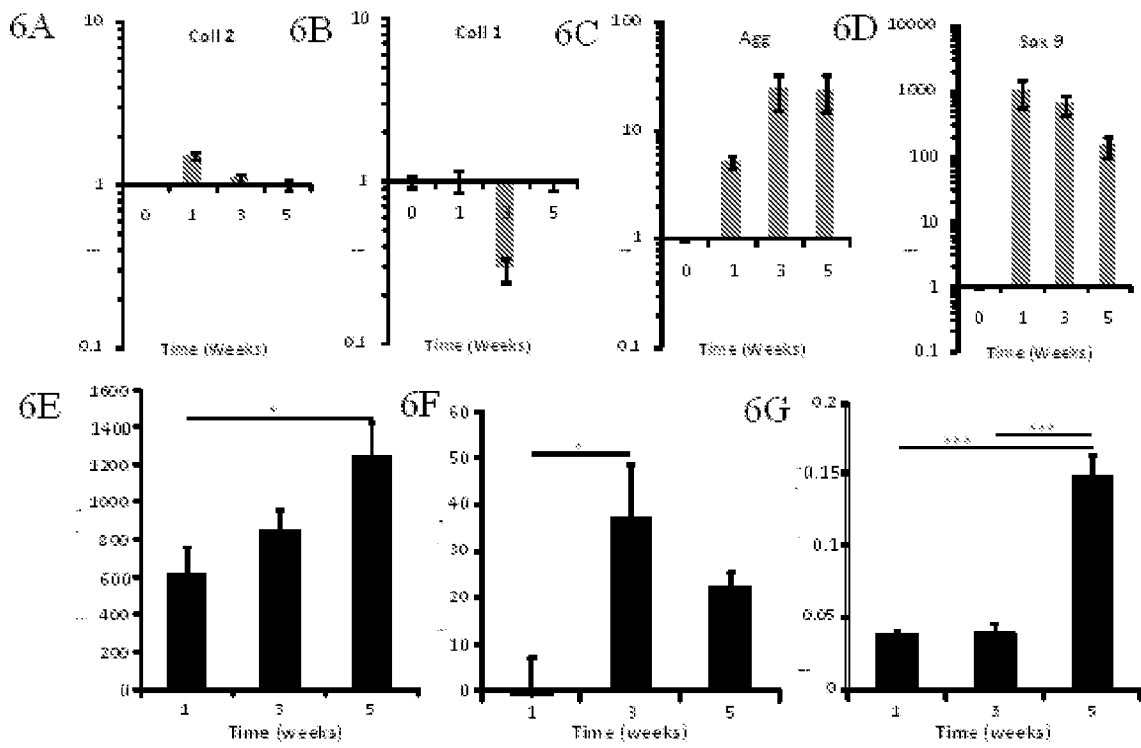 6A
Coll 2
10
1
0.1
0 1 3 5
Time (Weeks)
6B
Coll 1
10
1
0.1
0 1 3 5
Time (Weeks)
6C
Agg
100
10
1
0.1
0 1 3 5
Time (Weeks)
6D
Sox 9
10000
1000
100
10
1
0.1
0 1 3 5
Time (Weeks)
6E
1600
1400
1200
1000
800
600
400
200
0
*
1 3 5
Time (weeks)
6F
60
50
40
30
20
10
0
*
1 3 5
Time (weeks)
6G
0.2
0.15
0.1
0.05
0
***
***
1 3 5
Time (weeks)